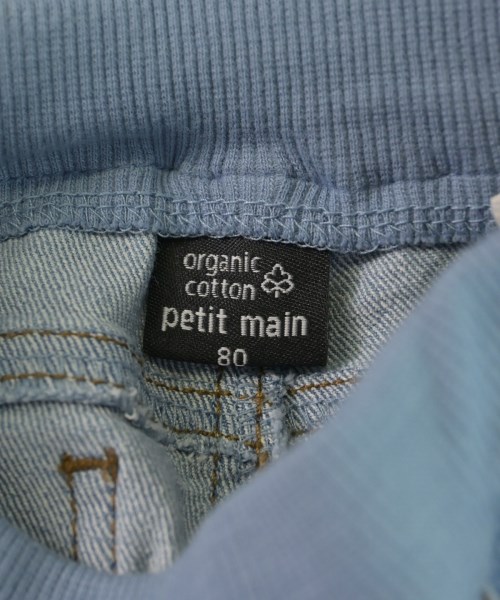 organic
cotton
petit main
80